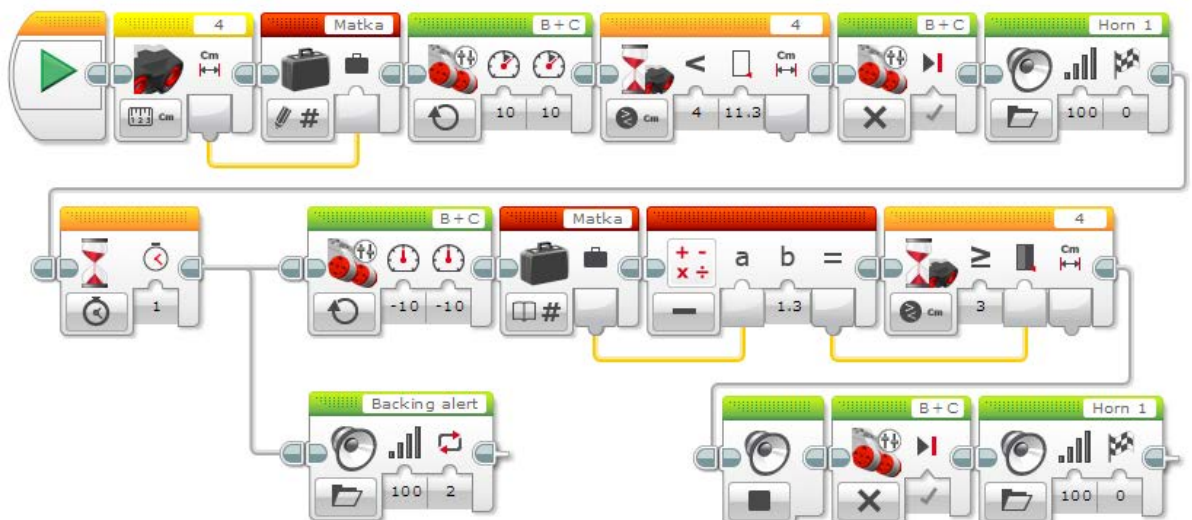 4 Matka B+C 4 B+C Horn 1
Cm a b = Cm
Cm # 10 10 Cm 4 11.3 100 0
B+C Matka 4
a b = Cm
1 -10 -10 # 1.3 Cm 3
Backing alert B+C Horn 1
100 2 100 0